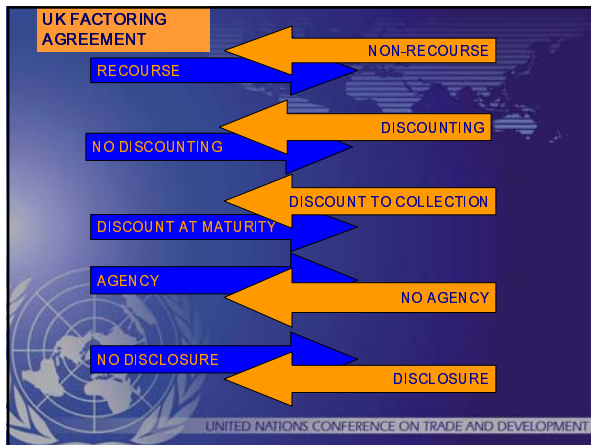 UK FACTORING
AGREEMENT
NON-RECOURSE
RECOURSE
DISCOUNTING
NO DISCOUNTING
DISCOUNT TO COLLECTION
DISCOUNT AT MATURITY
AGENCY
NO AGENCY
NO DISCLOSURE
DISCLOSURE
UNITED NATIONS CONFERENCE ON TRADE AND DEVELOPMENT